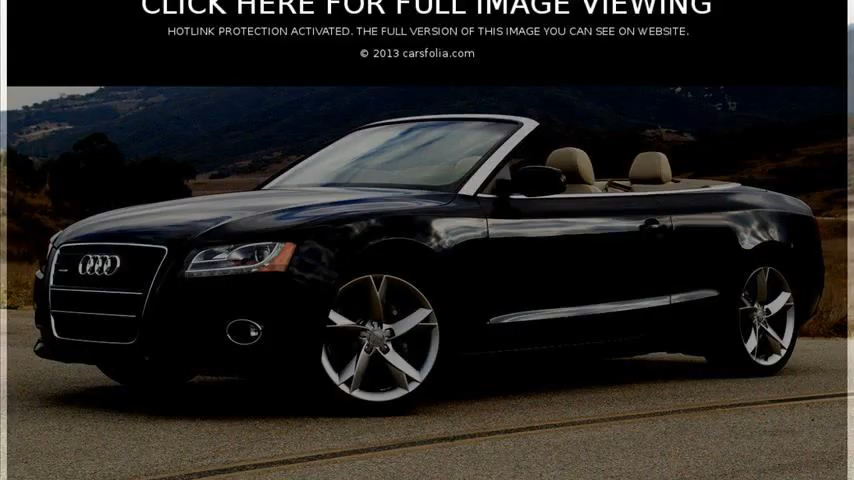 CLICK HERE FOR FULL IMAGE VIEWING
HOTLINK PROTECTION ACTIVATED. THE FULL VERSION OF THIS IMAGE YOU CAN SEE ON WEBSITE.
© 2013 carsfolia.com